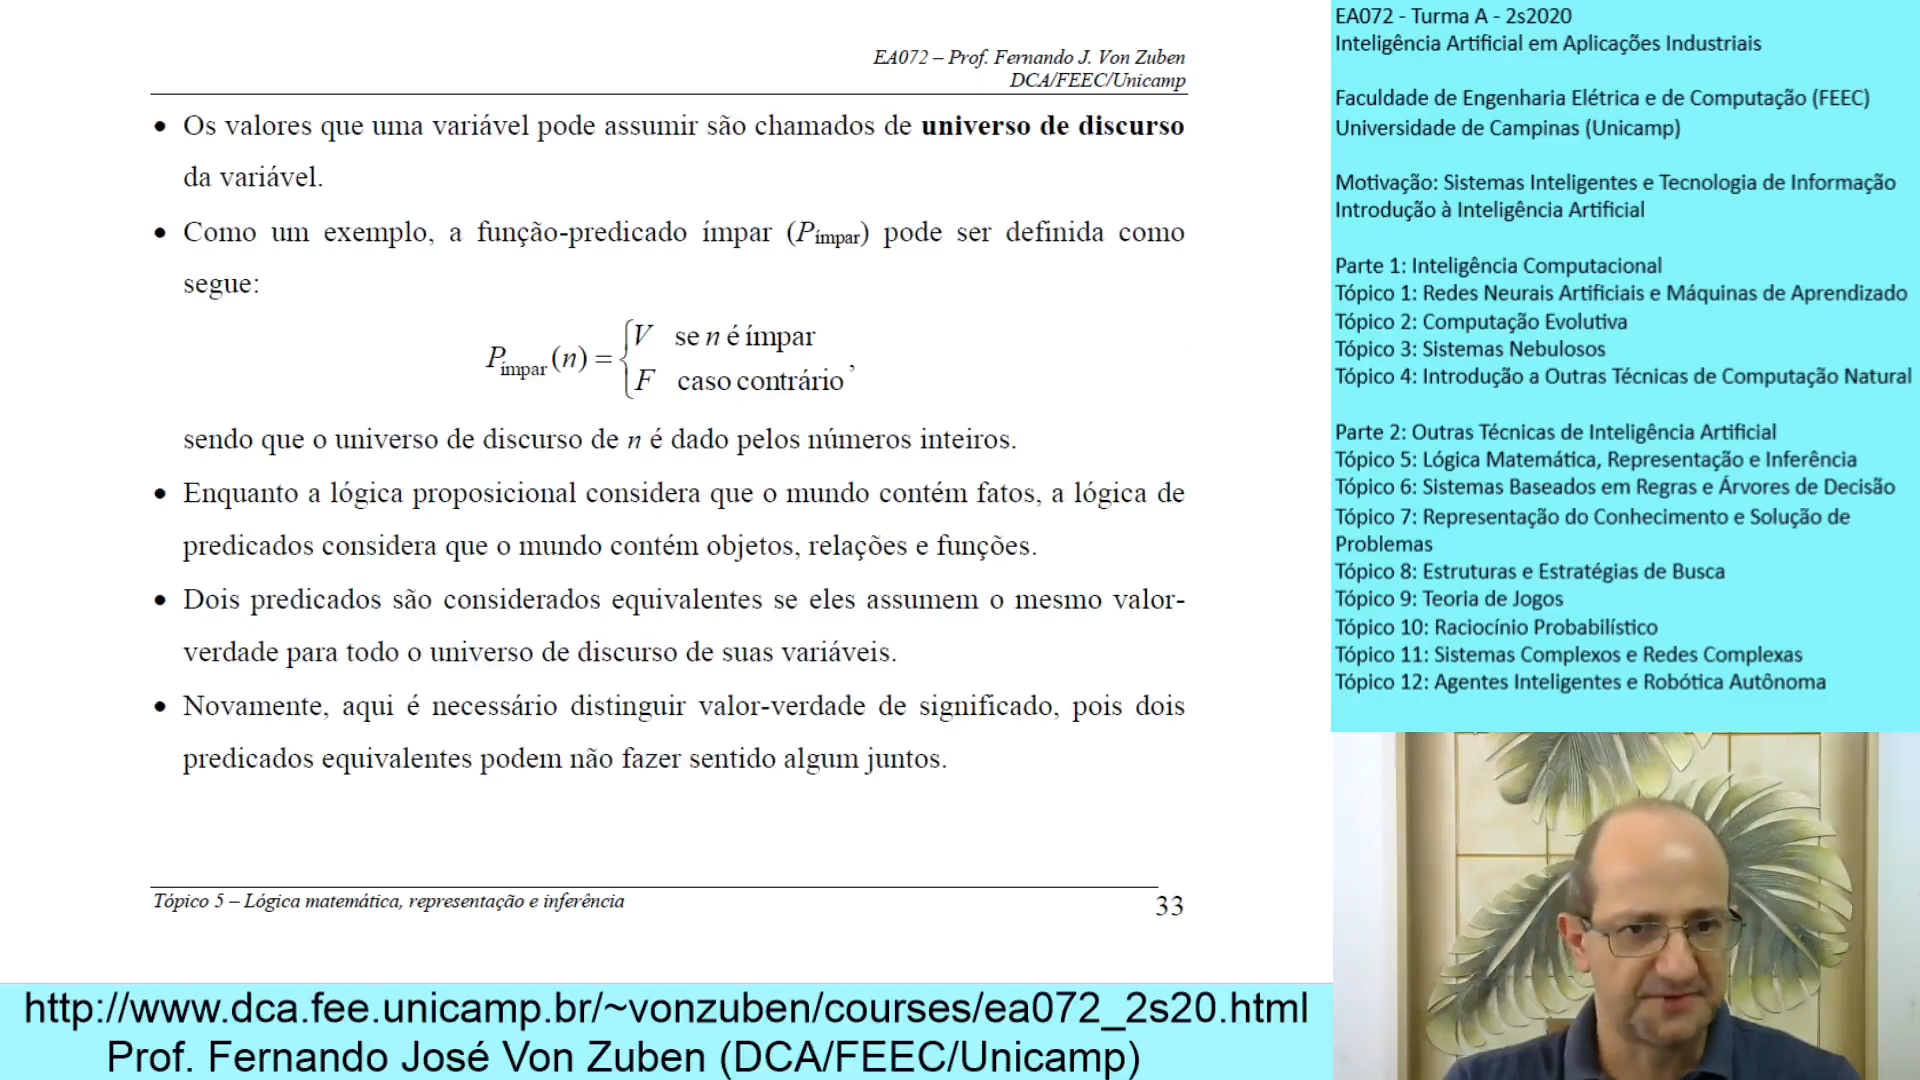 EA072 – Prof. Fernando J. Von Zuben
DCA/FEEC/Unicamp
• Os valores que uma variável pode assumir são chamados de universo de discurso
da variável.
• Como um exemplo, a função-predicado ímpar (Pímpar) pode ser definida como
segue:
Pímpar(n) = { V se n é ímpar
F caso contrário ,
sendo que o universo de discurso de n é dado pelos números inteiros.
• Enquanto a lógica proposicional considera que o mundo contém fatos, a lógica de
predicados considera que o mundo contém objetos, relações e funções.
• Dois predicados são considerados equivalentes se eles assumem o mesmo valor-
verdade para todo o universo de discurso de suas variáveis.
• Novamente, aqui é necessário distinguir valor-verdade de significado, pois dois
predicados equivalentes podem não fazer sentido algum juntos.
Tópico 5 – Lógica matemática, representação e inferência
33
http://www.dca.fee.unicamp.br/~vonzuben/courses/ea072_2s20.html
Prof. Fernando José Von Zuben (DCA/FEEC/Unicamp)
EA072 - Turma A - 2s2020
Inteligência Artificial em Aplicações Industriais
Faculdade de Engenharia Elétrica e de Computação (FEEC)
Universidade de Campinas (Unicamp)
Motivação: Sistemas Inteligentes e Tecnologia de Informação
Introdução à Inteligência Artificial
Parte 1: Inteligência Computacional
Tópico 1: Redes Neurais Artificiais e Máquinas de Aprendizado
Tópico 2: Computação Evolutiva
Tópico 3: Sistemas Nebulosos
Tópico 4: Introdução a Outras Técnicas de Computação Natural
Parte 2: Outras Técnicas de Inteligência Artificial
Tópico 5: Lógica Matemática, Representação e Inferência
Tópico 6: Sistemas Baseados em Regras e Árvores de Decisão
Tópico 7: Representação do Conhecimento e Solução de
Problemas
Tópico 8: Estruturas e Estratégias de Busca
Tópico 9: Teoria de Jogos
Tópico 10: Raciocínio Probabilístico
Tópico 11: Sistemas Complexos e Redes Complexas
Tópico 12: Agentes Inteligentes e Robótica Autônoma